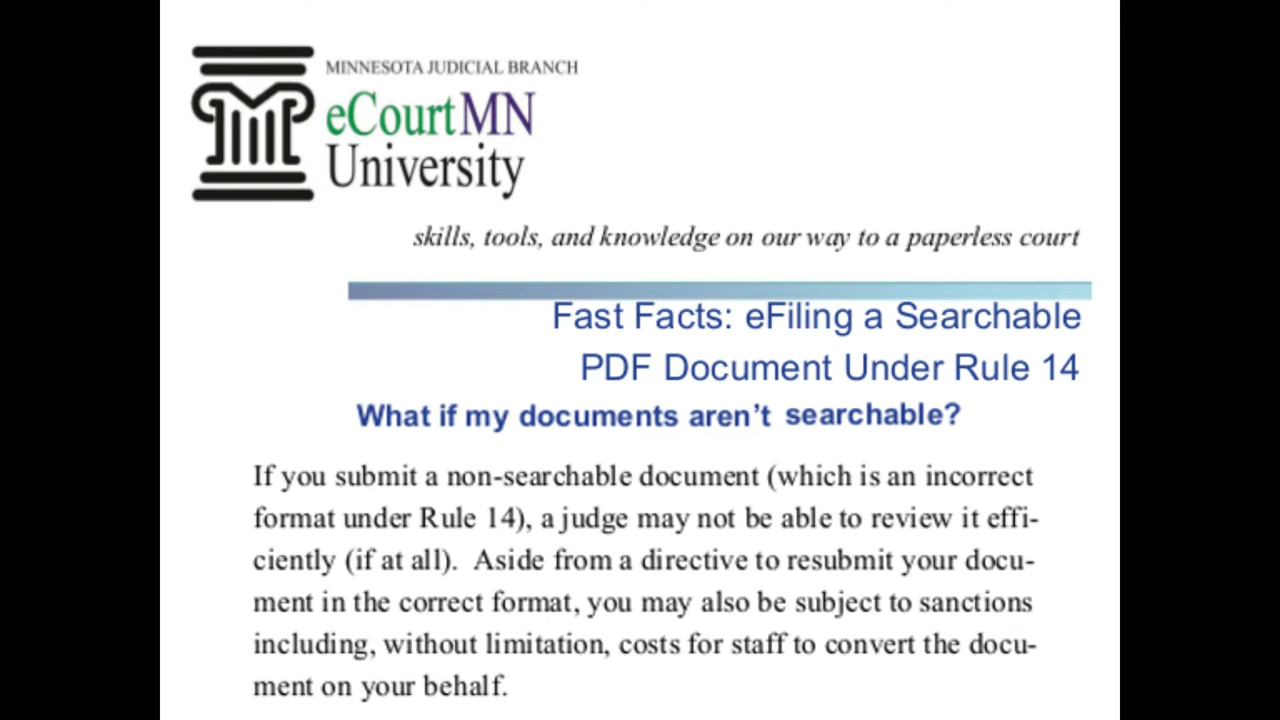 MINNESOTA JUDICIAL BRANCH
eCourtMN
University
skills, tools, and knowledge on our way to a paperless court
Fast Facts: eFiling a Searchable
PDF Document Under Rule 14
What if my documents aren't searchable?
If you submit a non-searchable document (which is an incorrect
format under Rule 14), a judge may not be able to review it effi-
ciently (if at all). Aside from a directive to resubmit your docu-
ment in the correct format, you may also be subject to sanctions
including, without limitation, costs for staff to convert the docu-
ment on your behalf.